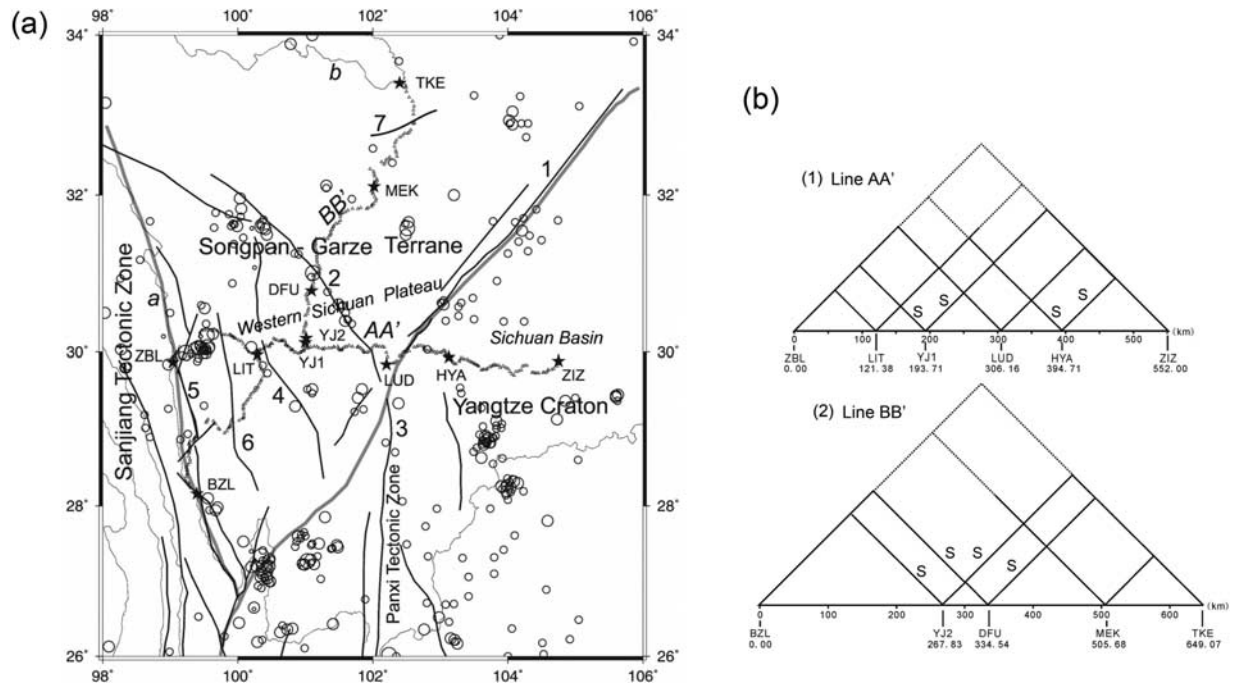 (a)
98° 100° 102° 104° 106°
34° 34°
b
TKE
7
(b)
1
32° 32°
MEK
BB'
(1) Line AA'
Songpan - Garze Terrane
Sanjiang Tectonic Zone
2
DFU
a
Western Sichuan Plateau
YJ2
AA'
Sichuan Basin
30° 30°
ZBL
LIT
YJ1
LUD
HYA
ZIZ
5
4
Yangtze Craton
3
6
BZL
28° 28°
Panxi Tectonic Zone
26° 26°
98° 100° 102° 104° 106°
S S S S
0 100 200 300 400 500 (km)
ZBL LIT YJ1 LUD HYA ZIZ
0.00 121.38 193.71 306.16 394.71 552.00
(2) Line BB'
S S S S
0 100 200 300 400 500 600 (km)
BZL YJ2 DFU MEK TKE
0.00 267.83 334.54 505.68 649.07